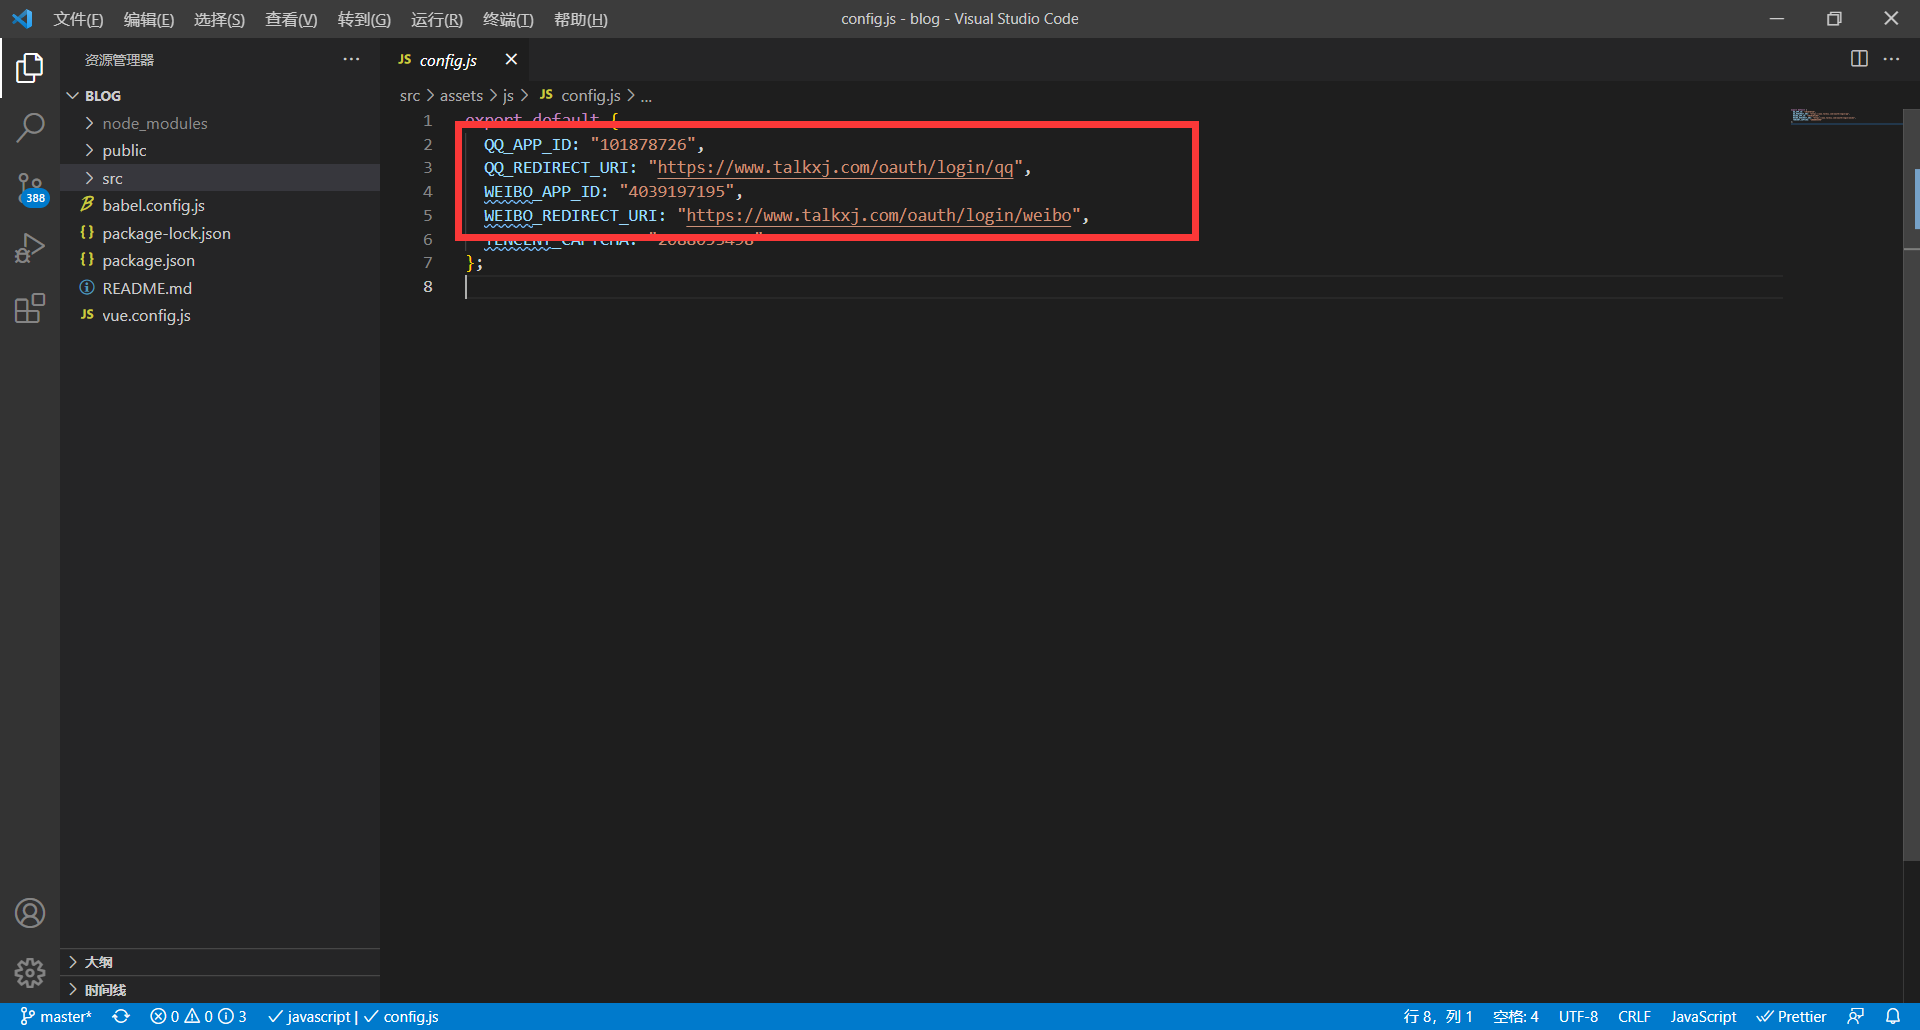 文件(F) 编辑(E) 选择(S) 查看(V) 转到(G) 运行(R) 终端(T) 帮助(H)
config.js - blog - Visual Studio Code
资源管理器
BLOG
node_modules
public
src
babel.config.js
package-lock.json
package.json
README.md
vue.config.js
大纲
时间线
388
JS config.js
src > assets > js > JS config.js > ...
1 export default {
2 QQ_APP_ID: "101878726",
3 QQ_REDIRECT_URI: "https://www.talkxj.com/oauth/login/qq",
4 WEIBO_APP_ID: "4039197195",
5 WEIBO_REDIRECT_URI: "https://www.talkxj.com/oauth/login/weibo",
6 TENCENT_CAPTCHA: "2088095498"
7 };
8
master* 0 0 3 javascript | config.js
行 8，列 1 空格: 4 UTF-8 CRLF JavaScript Prettier